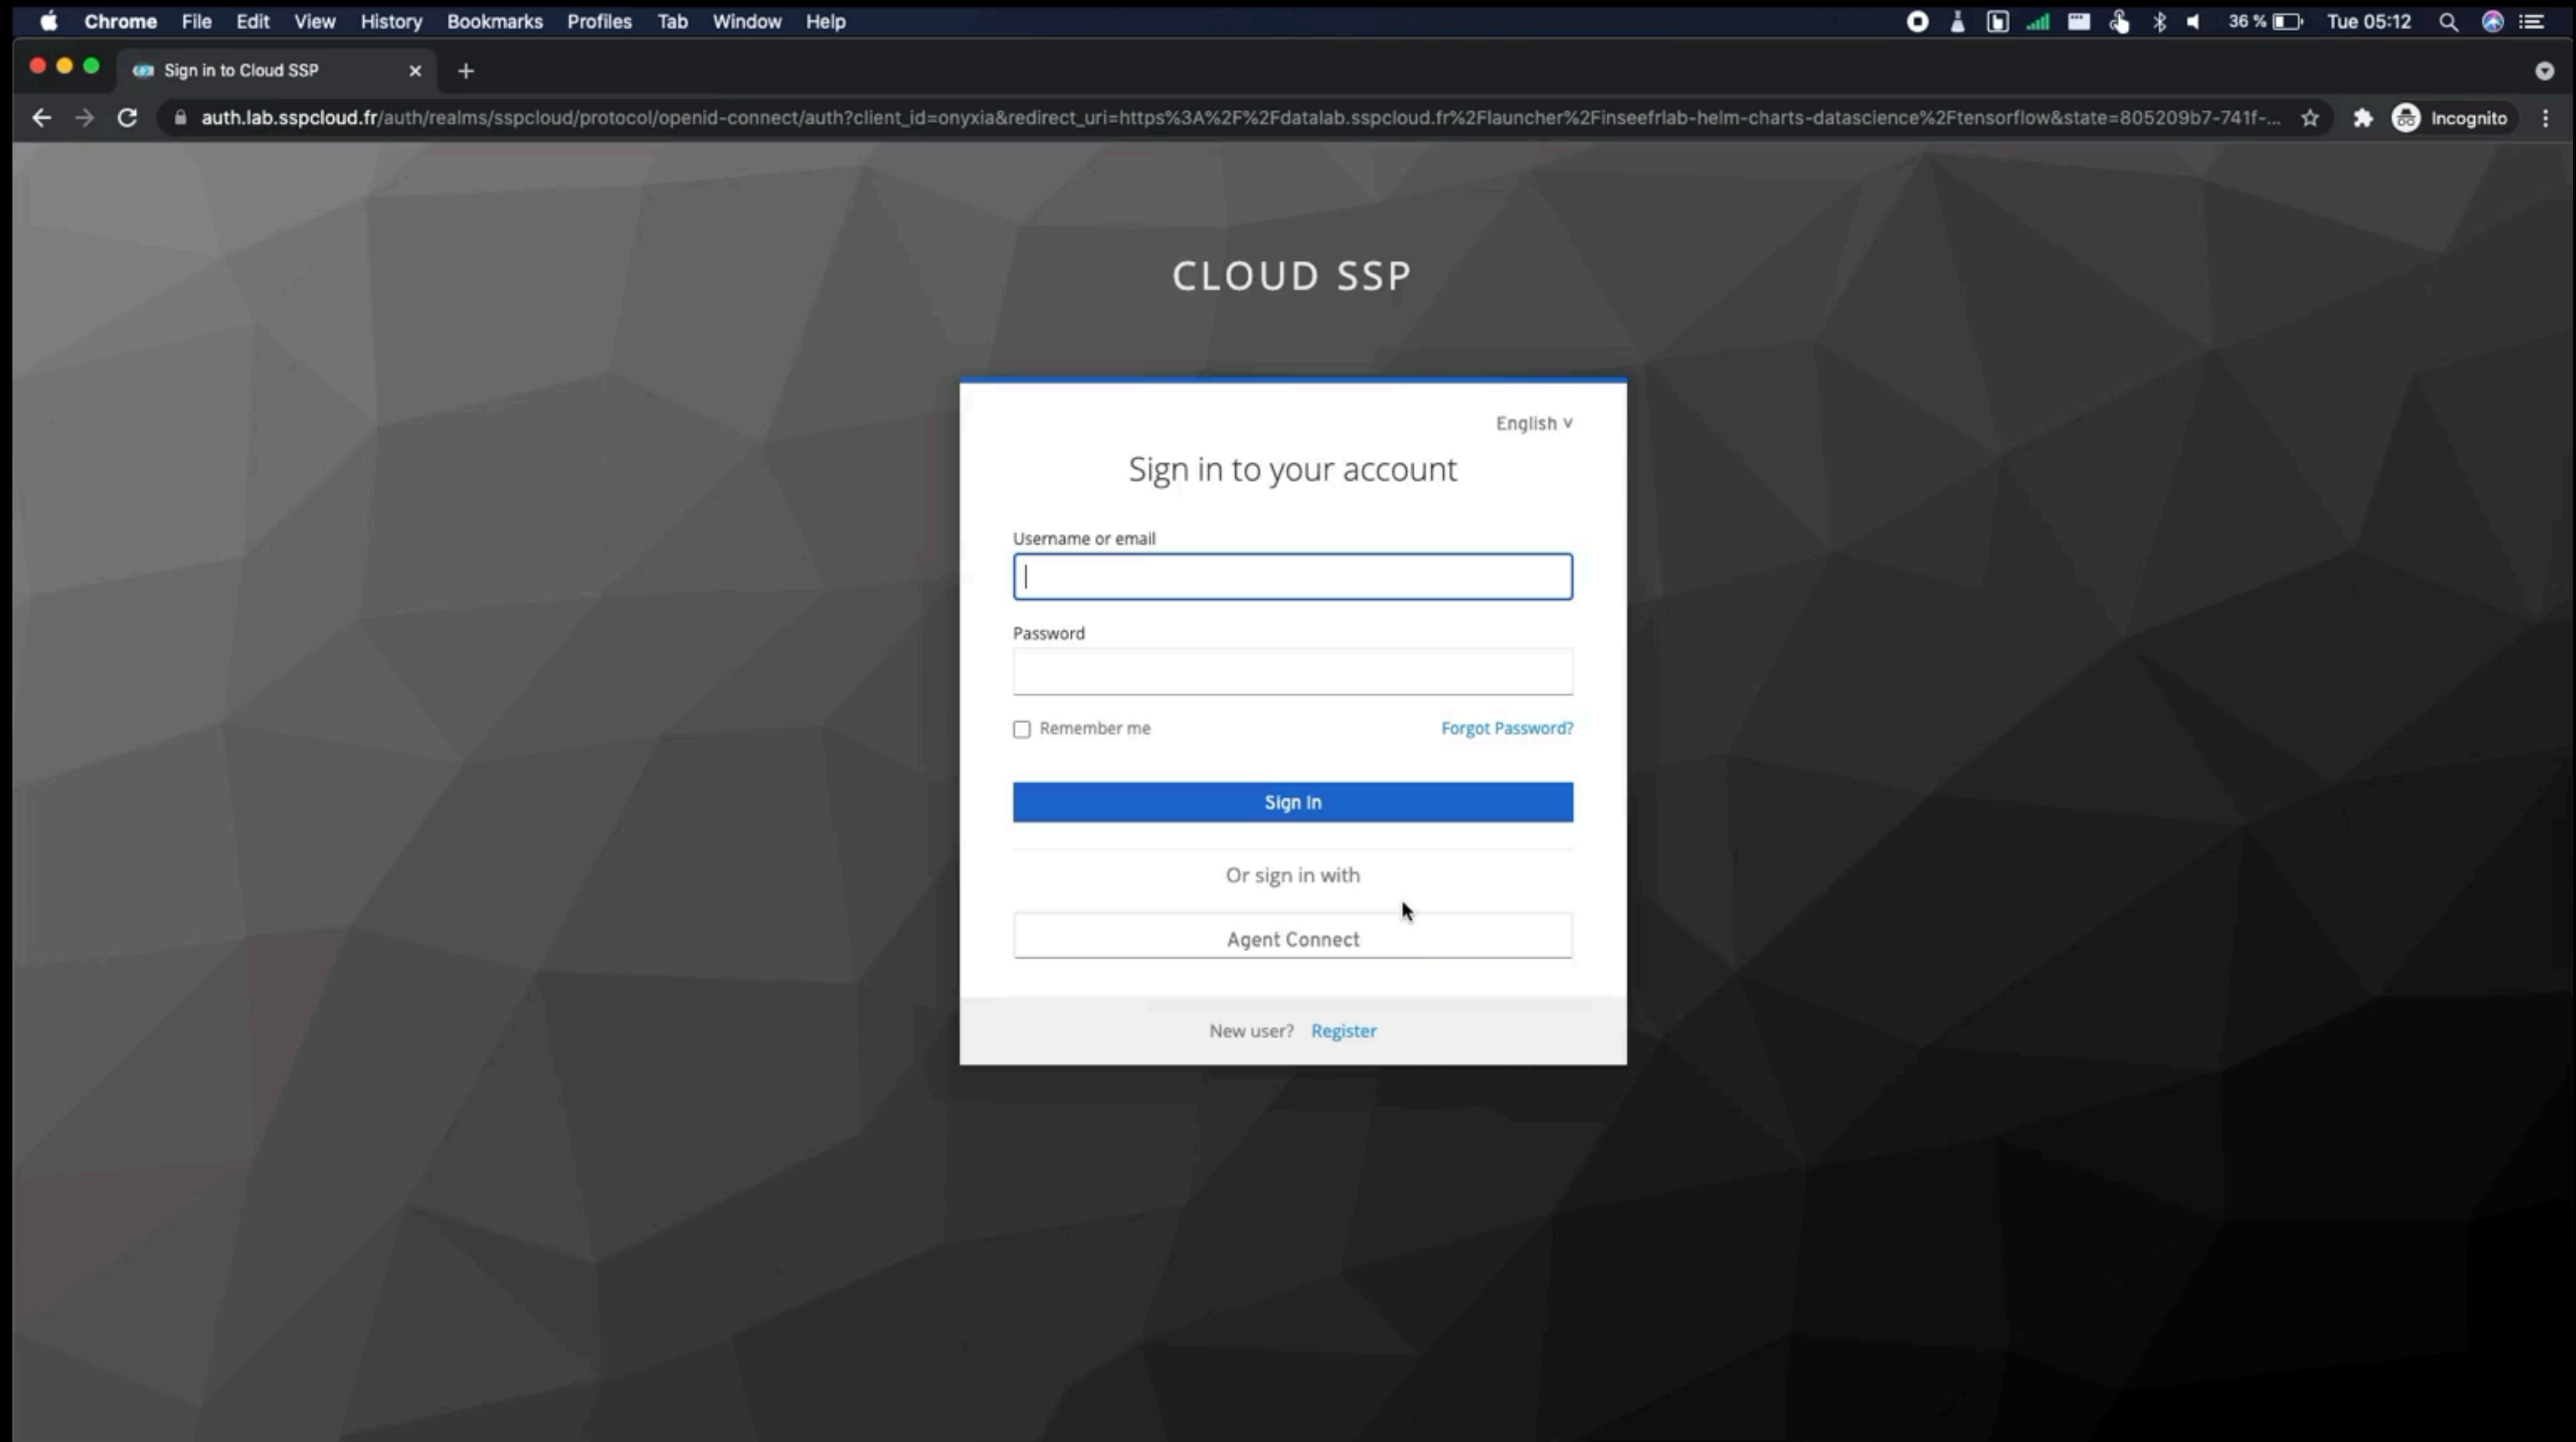 Chrome File Edit View History Bookmarks Profiles Tab Window Help 36 % Tue 05:12
Sign in to Cloud SSP
auth.lab.sspcloud.fr/auth/realms/sspcloud/protocol/openid-connect/auth?client_id=onyxia&redirect_uri=https%3A%2F%2Fdatalab.sspcloud.fr%2Flauncher%2Finseefrlab-helm-charts-datascience%2Ftensorflow&state=805209b7-741f-... Incognito
CLOUD SSP
English
Sign in to your account
Username or email
Password
Remember me Forgot Password?
Sign In
Or sign in with
Agent Connect
New user? Register